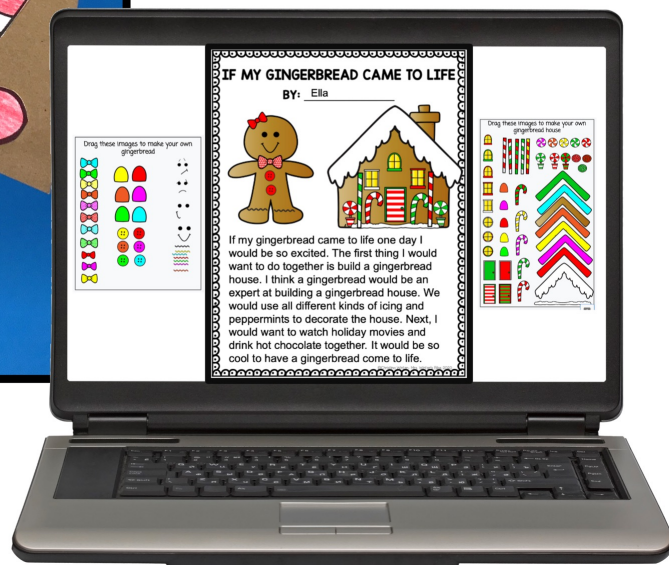 IF MY GINGERBREAD CAME TO LIFE
BY: Ella
Drag these images to make your own
gingerbread
Drag these images to make your own
gingerbread house
If my gingerbread came to life one day I
would be so excited. The first thing I would
want to do together is build a gingerbread
house. I think a gingerbread would be an
expert at building a gingerbread house. We
would use all different kinds of icing and
peppermints to decorate the house. Next, I
would want to watch holiday movies and
drink hot chocolate together. It would be so
cool to have a gingerbread come to life.